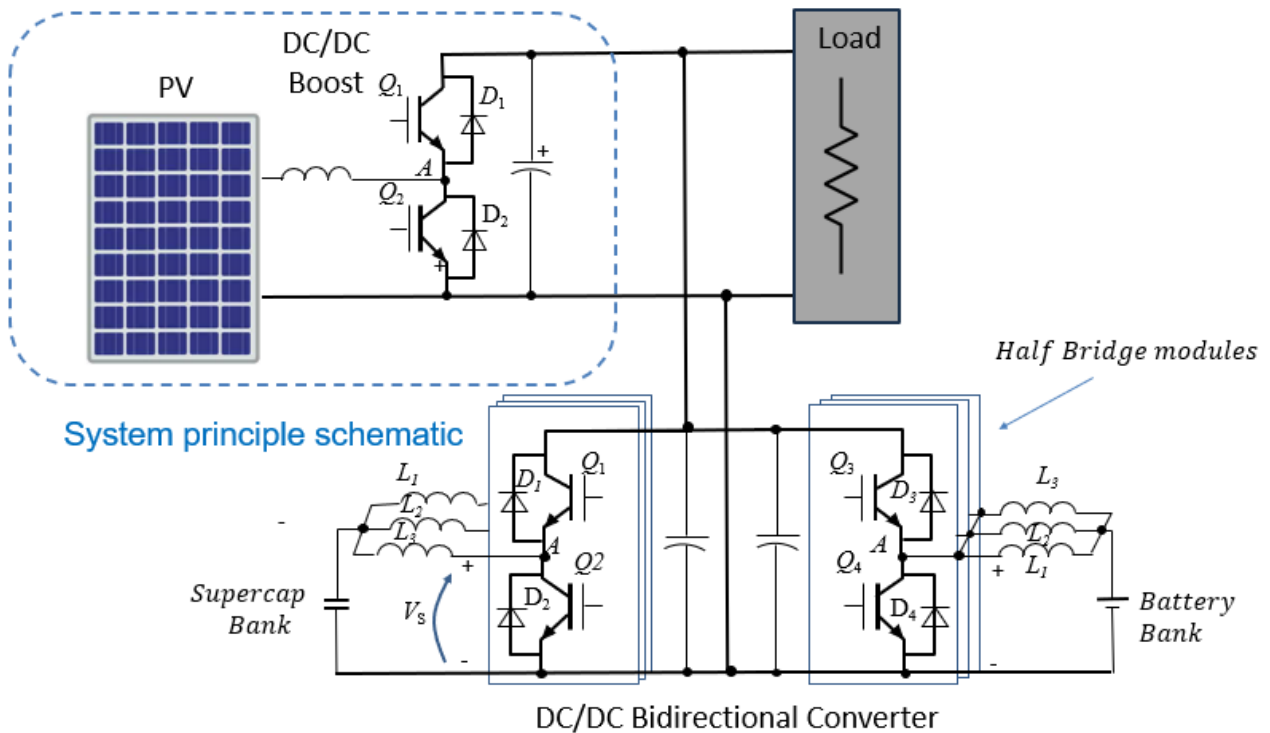 DC/DC
Boost
Load
PV
Q1
D1
+
A
Q2
D2
+
Half Bridge modules
System principle schematic
L1
L2
L3
-
+
D1
Q1
A
Q2
D2
VS
-
Supercap
Bank
Q3
D3
A
Q4
D4
L3
L2
L1
+
-
Battery
Bank
DC/DC Bidirectional Converter